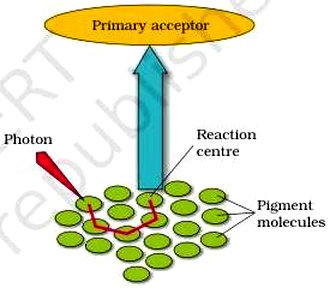 Primary acceptor
Photon
Reaction
centre
Pigment
molecules